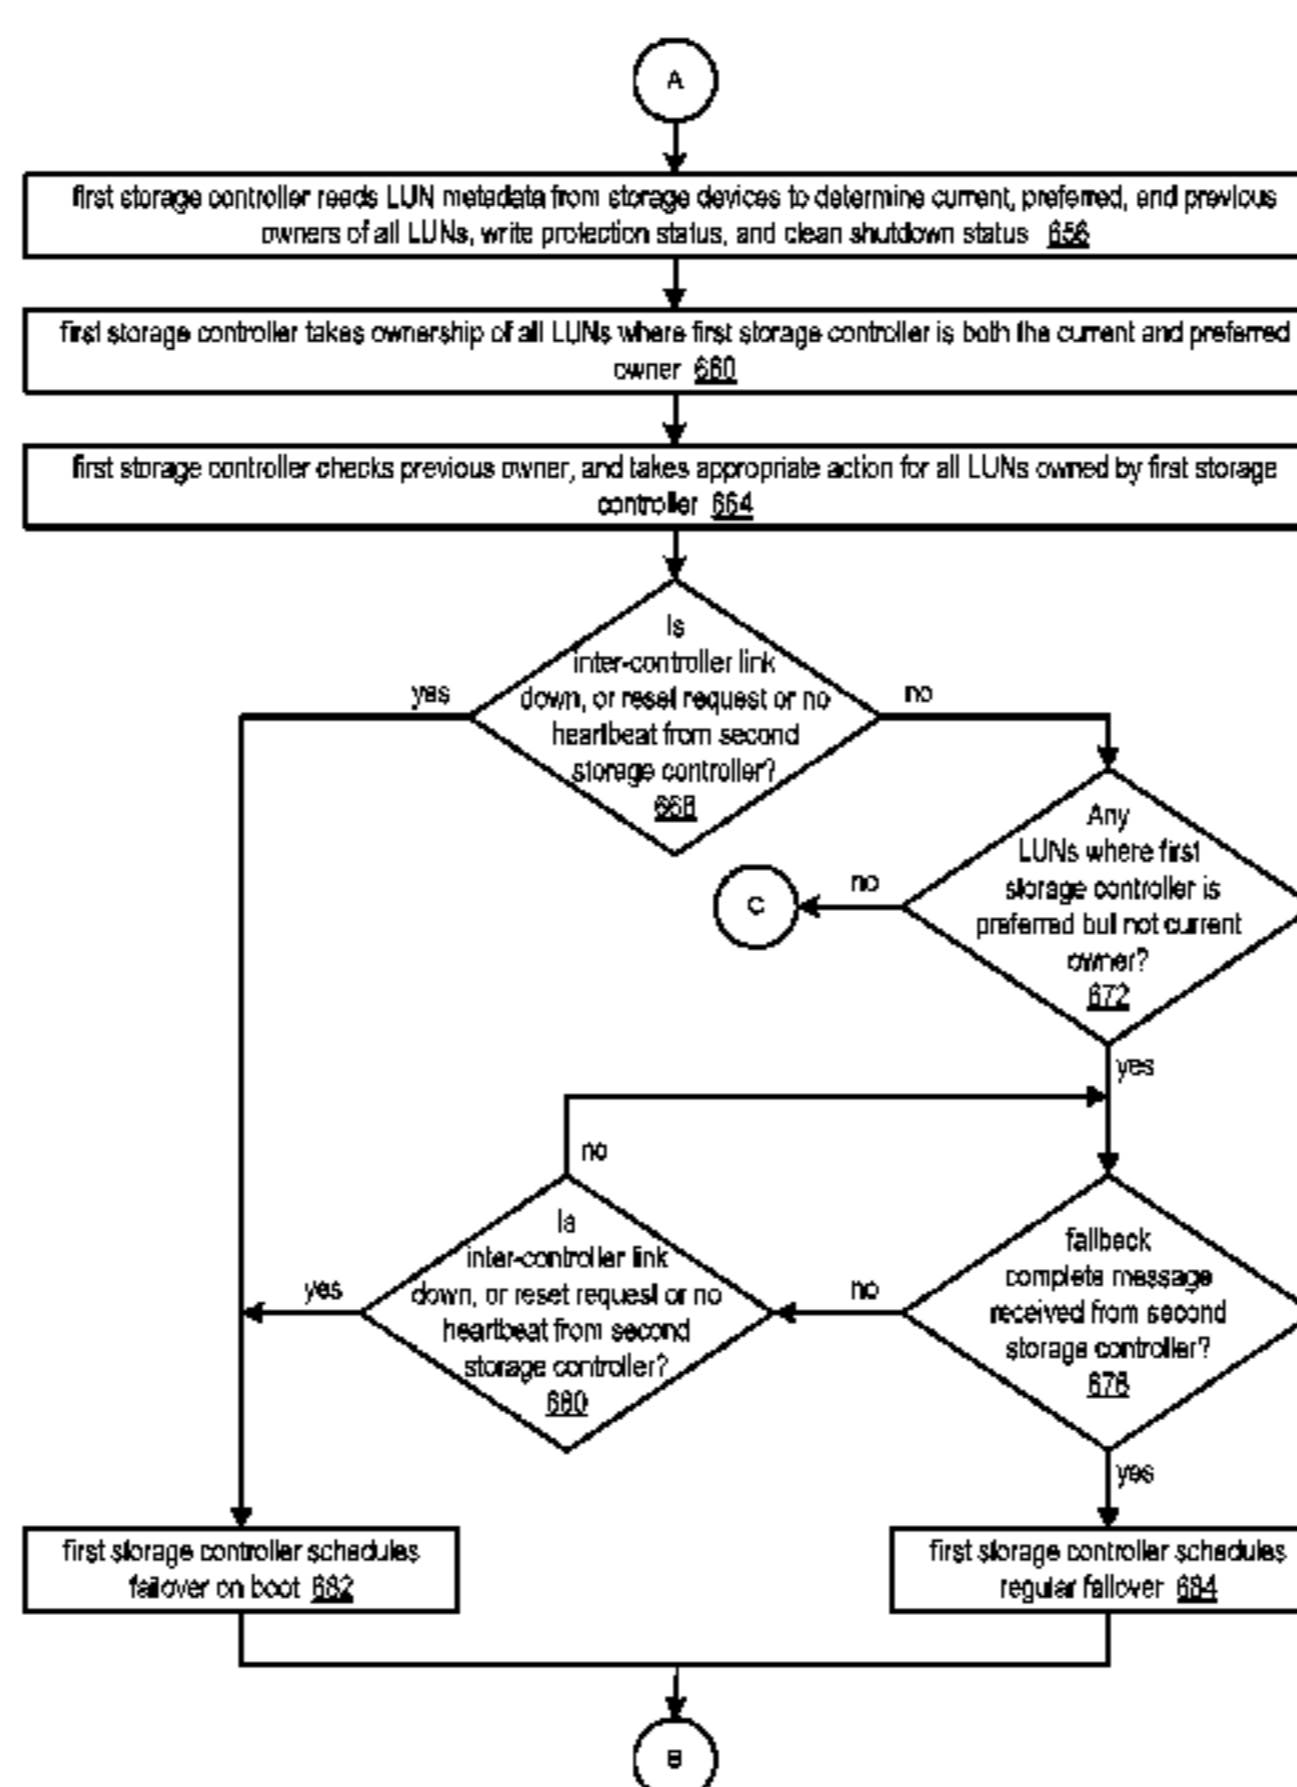 A
first storage controller reads LUN metadata from storage devices to determine current, preferred, and previous
owners of all LUNs, write protection status, and clean shutdown status 656
first storage controller takes ownership of all LUNs where first storage controller is both the current and preferred
owner 660
first storage controller checks previous owner, and takes appropriate action for all LUNs owned by first storage
controller 664
Is
inter-controller link
down, or reset request or no
heartbeat from second
storage controller?
668
yes
no
Any
LUNs where first
storage controller is
preferred but not current
owner?
672
no
C
yes
no
Is
inter-controller link
down, or reset request or no
heartbeat from second
storage controller?
680
yes
no
fallback
complete message
received from second
storage controller?
676
yes
first storage controller schedules
failover on boot 682
first storage controller schedules
regular failover 684
B